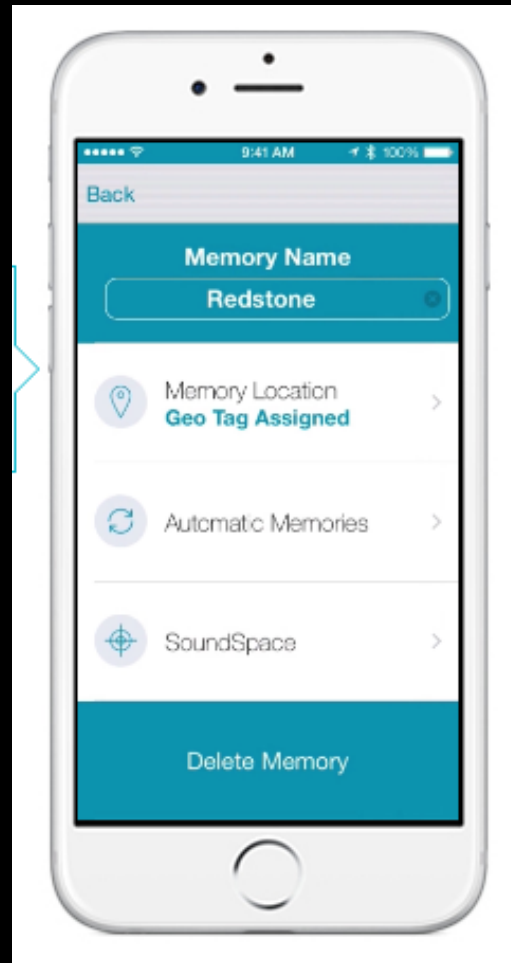 9:41 AM 100%
Back
Memory Name
Redstone
Memory Location
Geo Tag Assigned
Automatic Memories
SoundSpace
Delete Memory